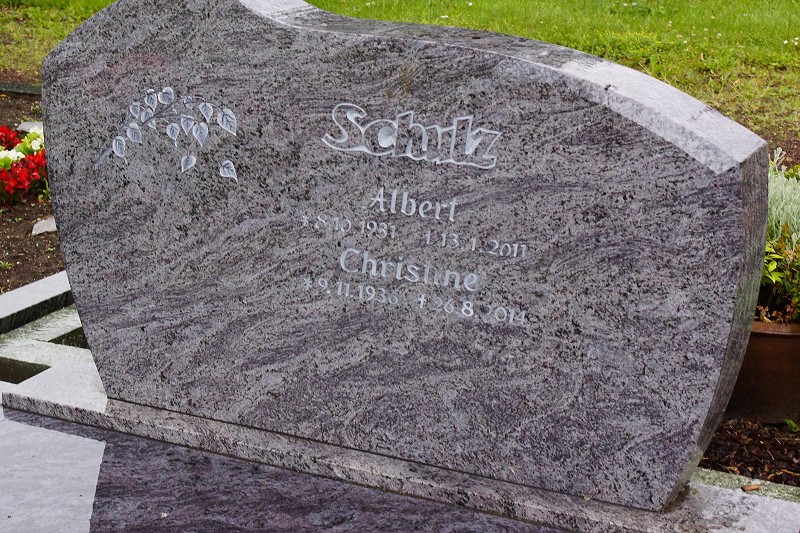 Schulz
Albert
* 8.10.1931 † 13.1.2011
Christine
* 9.11.1936 † 26.8.2014